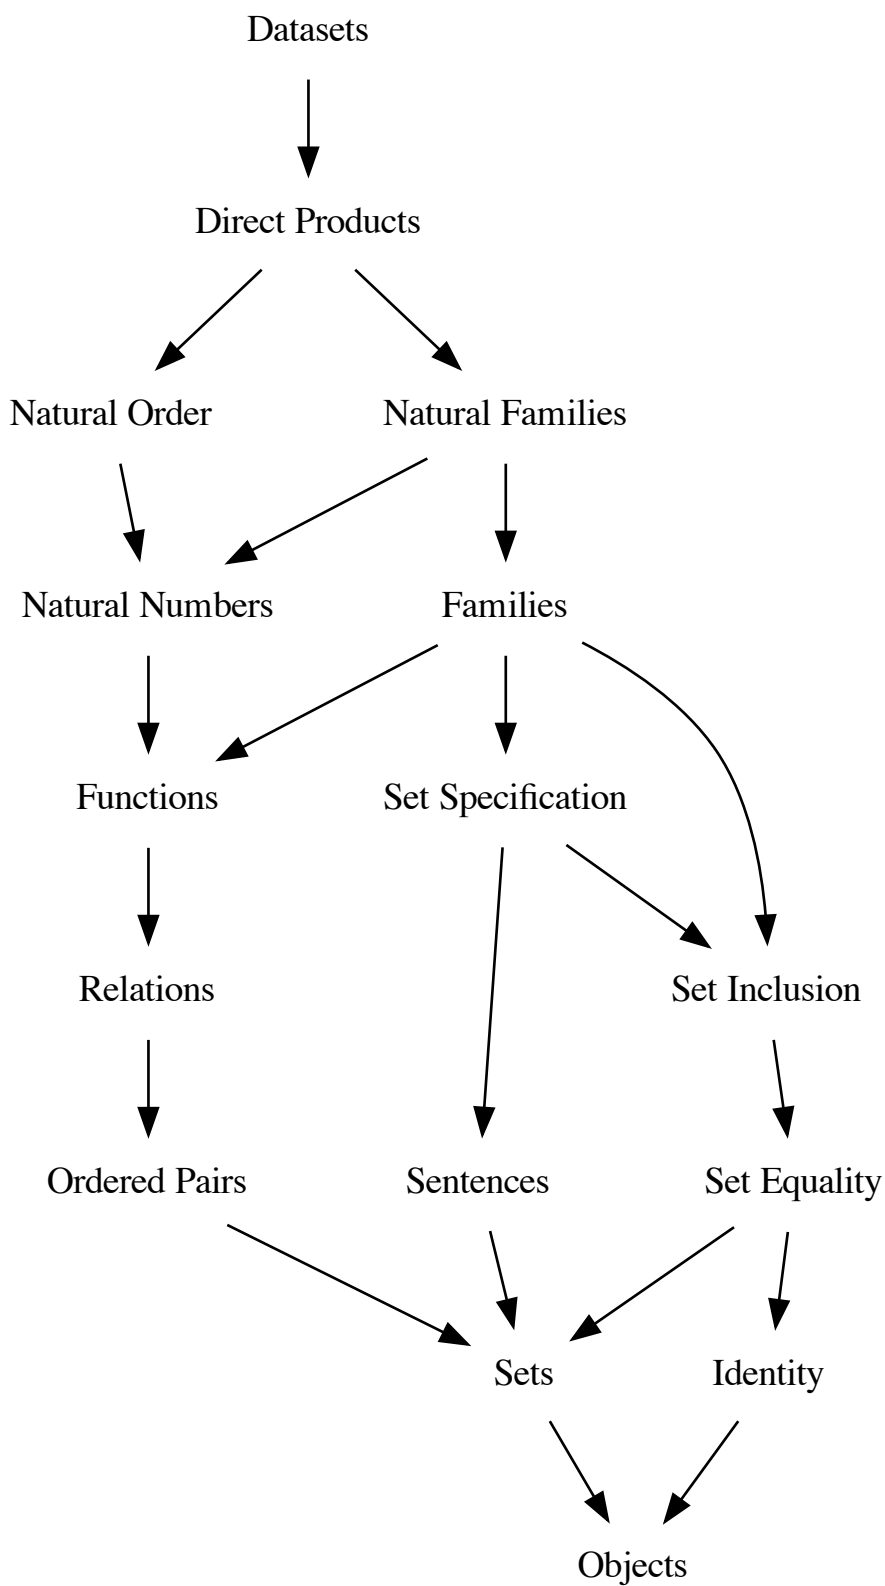 Datasets
Direct Products
Natural Order
Natural Families
Natural Numbers
Families
Functions
Set Specification
Relations
Set Inclusion
Ordered Pairs
Sentences
Set Equality
Sets
Identity
Objects